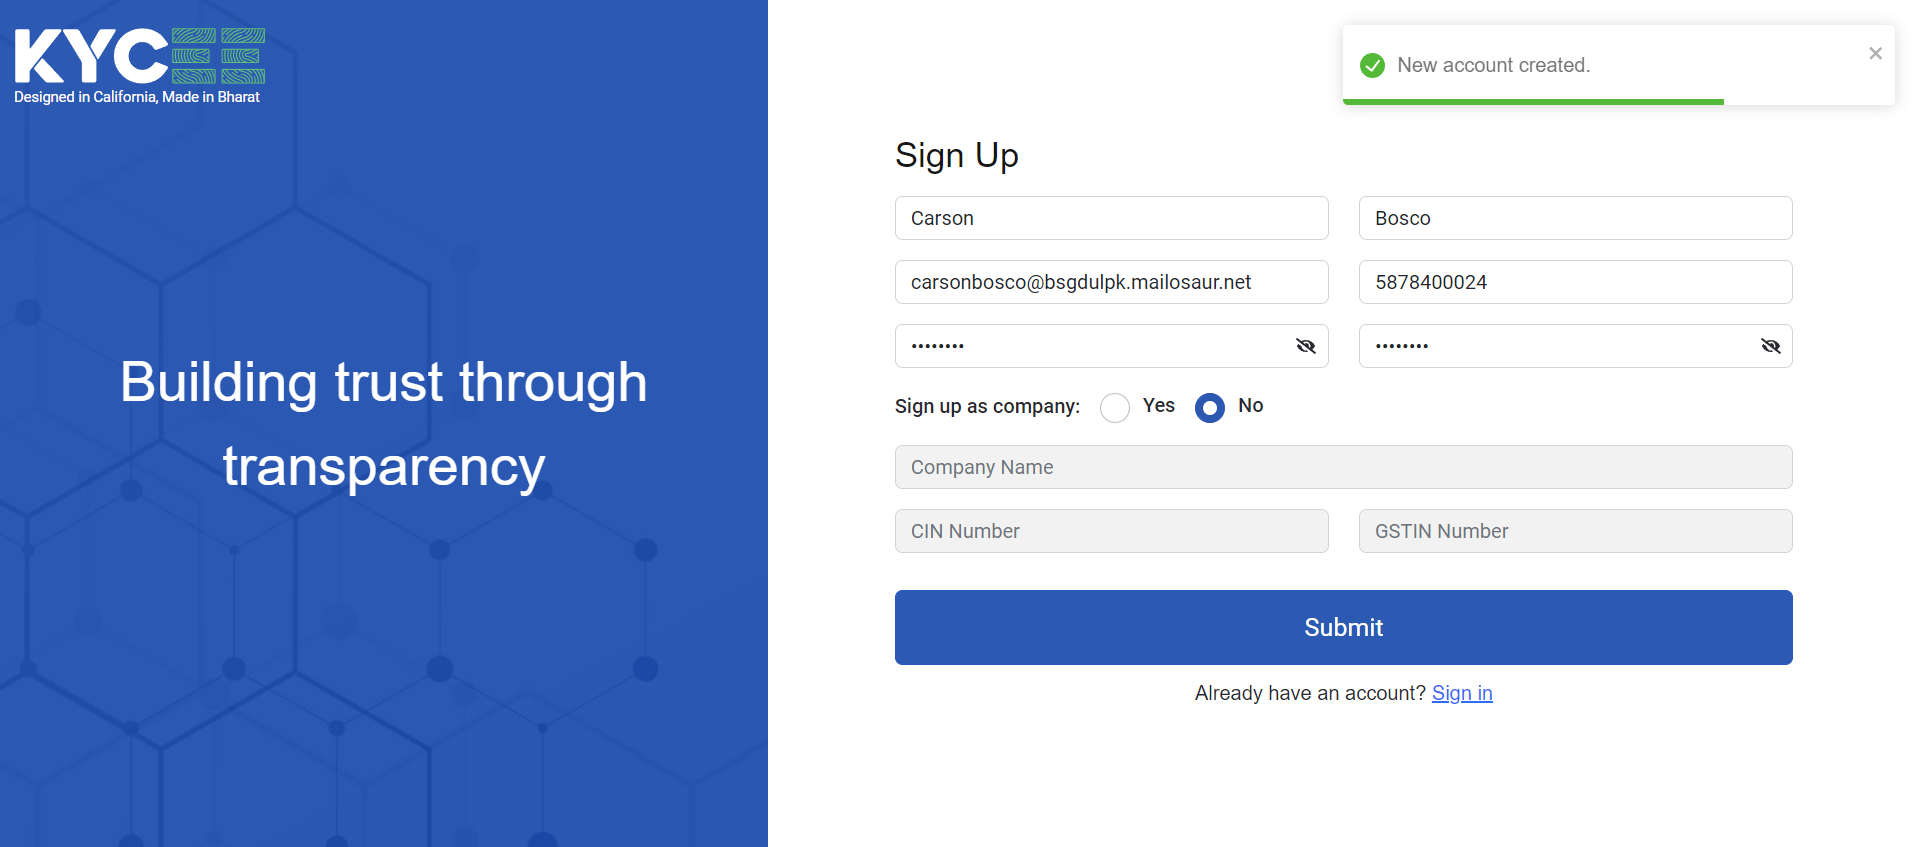 KYCEE
Designed in California, Made in Bharat
Building trust through
transparency
New account created.
×
Sign Up
Carson
Bosco
carsonbosco@bsgdulpk.mailosaur.net
5878400024
••••••••
••••••••
Sign up as company:
Yes
No
Company Name
CIN Number
GSTIN Number
Submit
Already have an account? Sign in